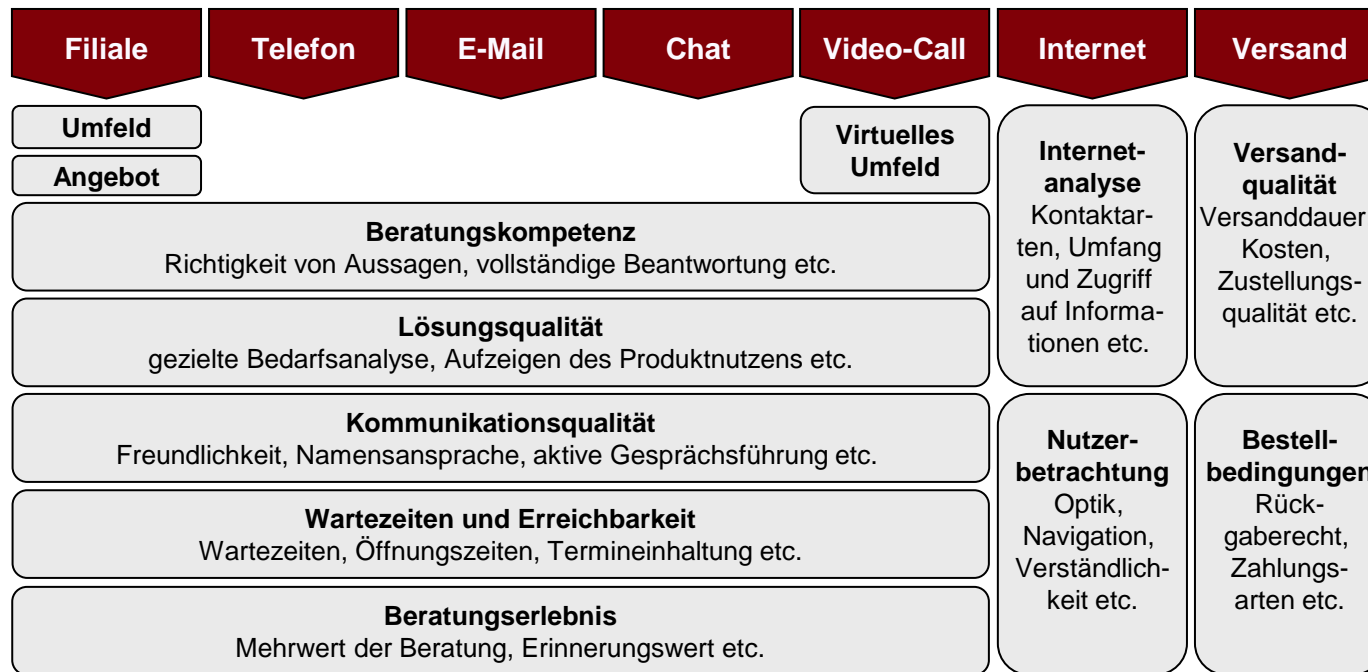 Filiale
Telefon
E-Mail
Chat
Video-Call
Internet
Versand
Umfeld
Angebot
Virtuelles
Umfeld
Beratungskompetenz
Richtigkeit von Aussagen, vollständige Beantwortung etc.
Lösungsqualität
gezielte Bedarfsanalyse, Aufzeigen des Produktnutzens etc.
Kommunikationsqualität
Freundlichkeit, Namensansprache, aktive Gesprächsführung etc.
Wartezeiten und Erreichbarkeit
Wartezeiten, Öffnungszeiten, Termineinhaltung etc.
Beratungserlebnis
Mehrwert der Beratung, Erinnerungswert etc.
Internet-
analyse
Kontaktar-
ten, Umfang
und Zugriff
auf Informa-
tionen etc.
Nutzer-
betrachtung
Optik,
Navigation,
Verständlich-
keit etc.
Versand-
qualität
Versanddauer
Kosten,
Zustellungs-
qualität etc.
Bestell-
bedingungen
Rück-
gaberecht,
Zahlungs-
arten etc.